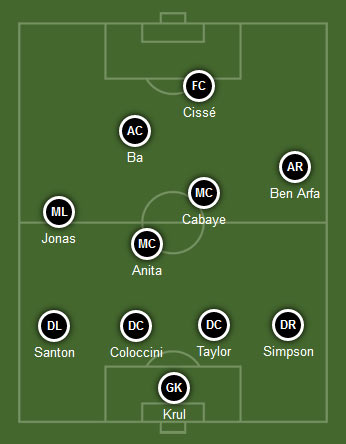 FC
Cissé
AC
Ba
AR
Ben Arfa
MC
Cabaye
ML
Jonas
MC
Anita
DL
Santon
DC
Coloccini
DC
Taylor
DR
Simpson
GK
Krul